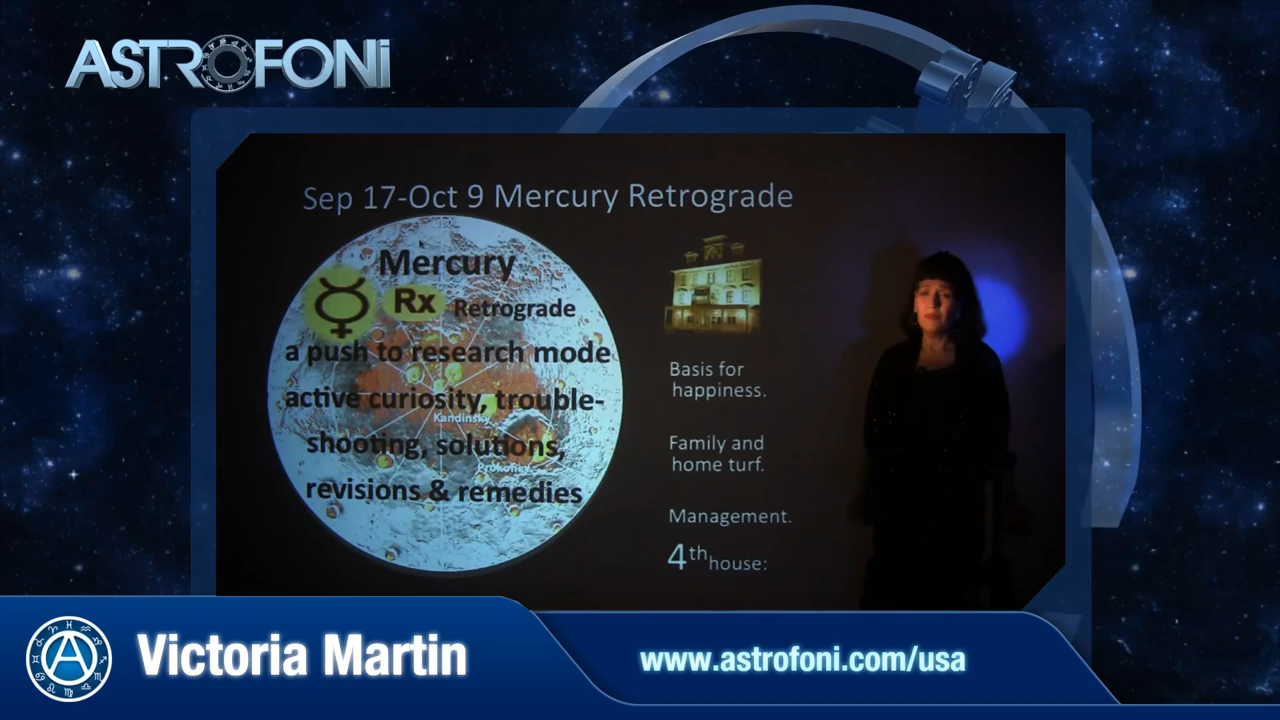 ASTROFONi
Sep 17-Oct 9 Mercury Retrograde
Mercury
Rx Retrograde
a push to research mode
active curiosity, trouble-
Kandinsky
shooting, solutions,
Prokofiev
revisions & remedies
Basis for
happiness.
Family and
home turf.
Management.
4th house:
Victoria Martin
www.astrofoni.com/usa